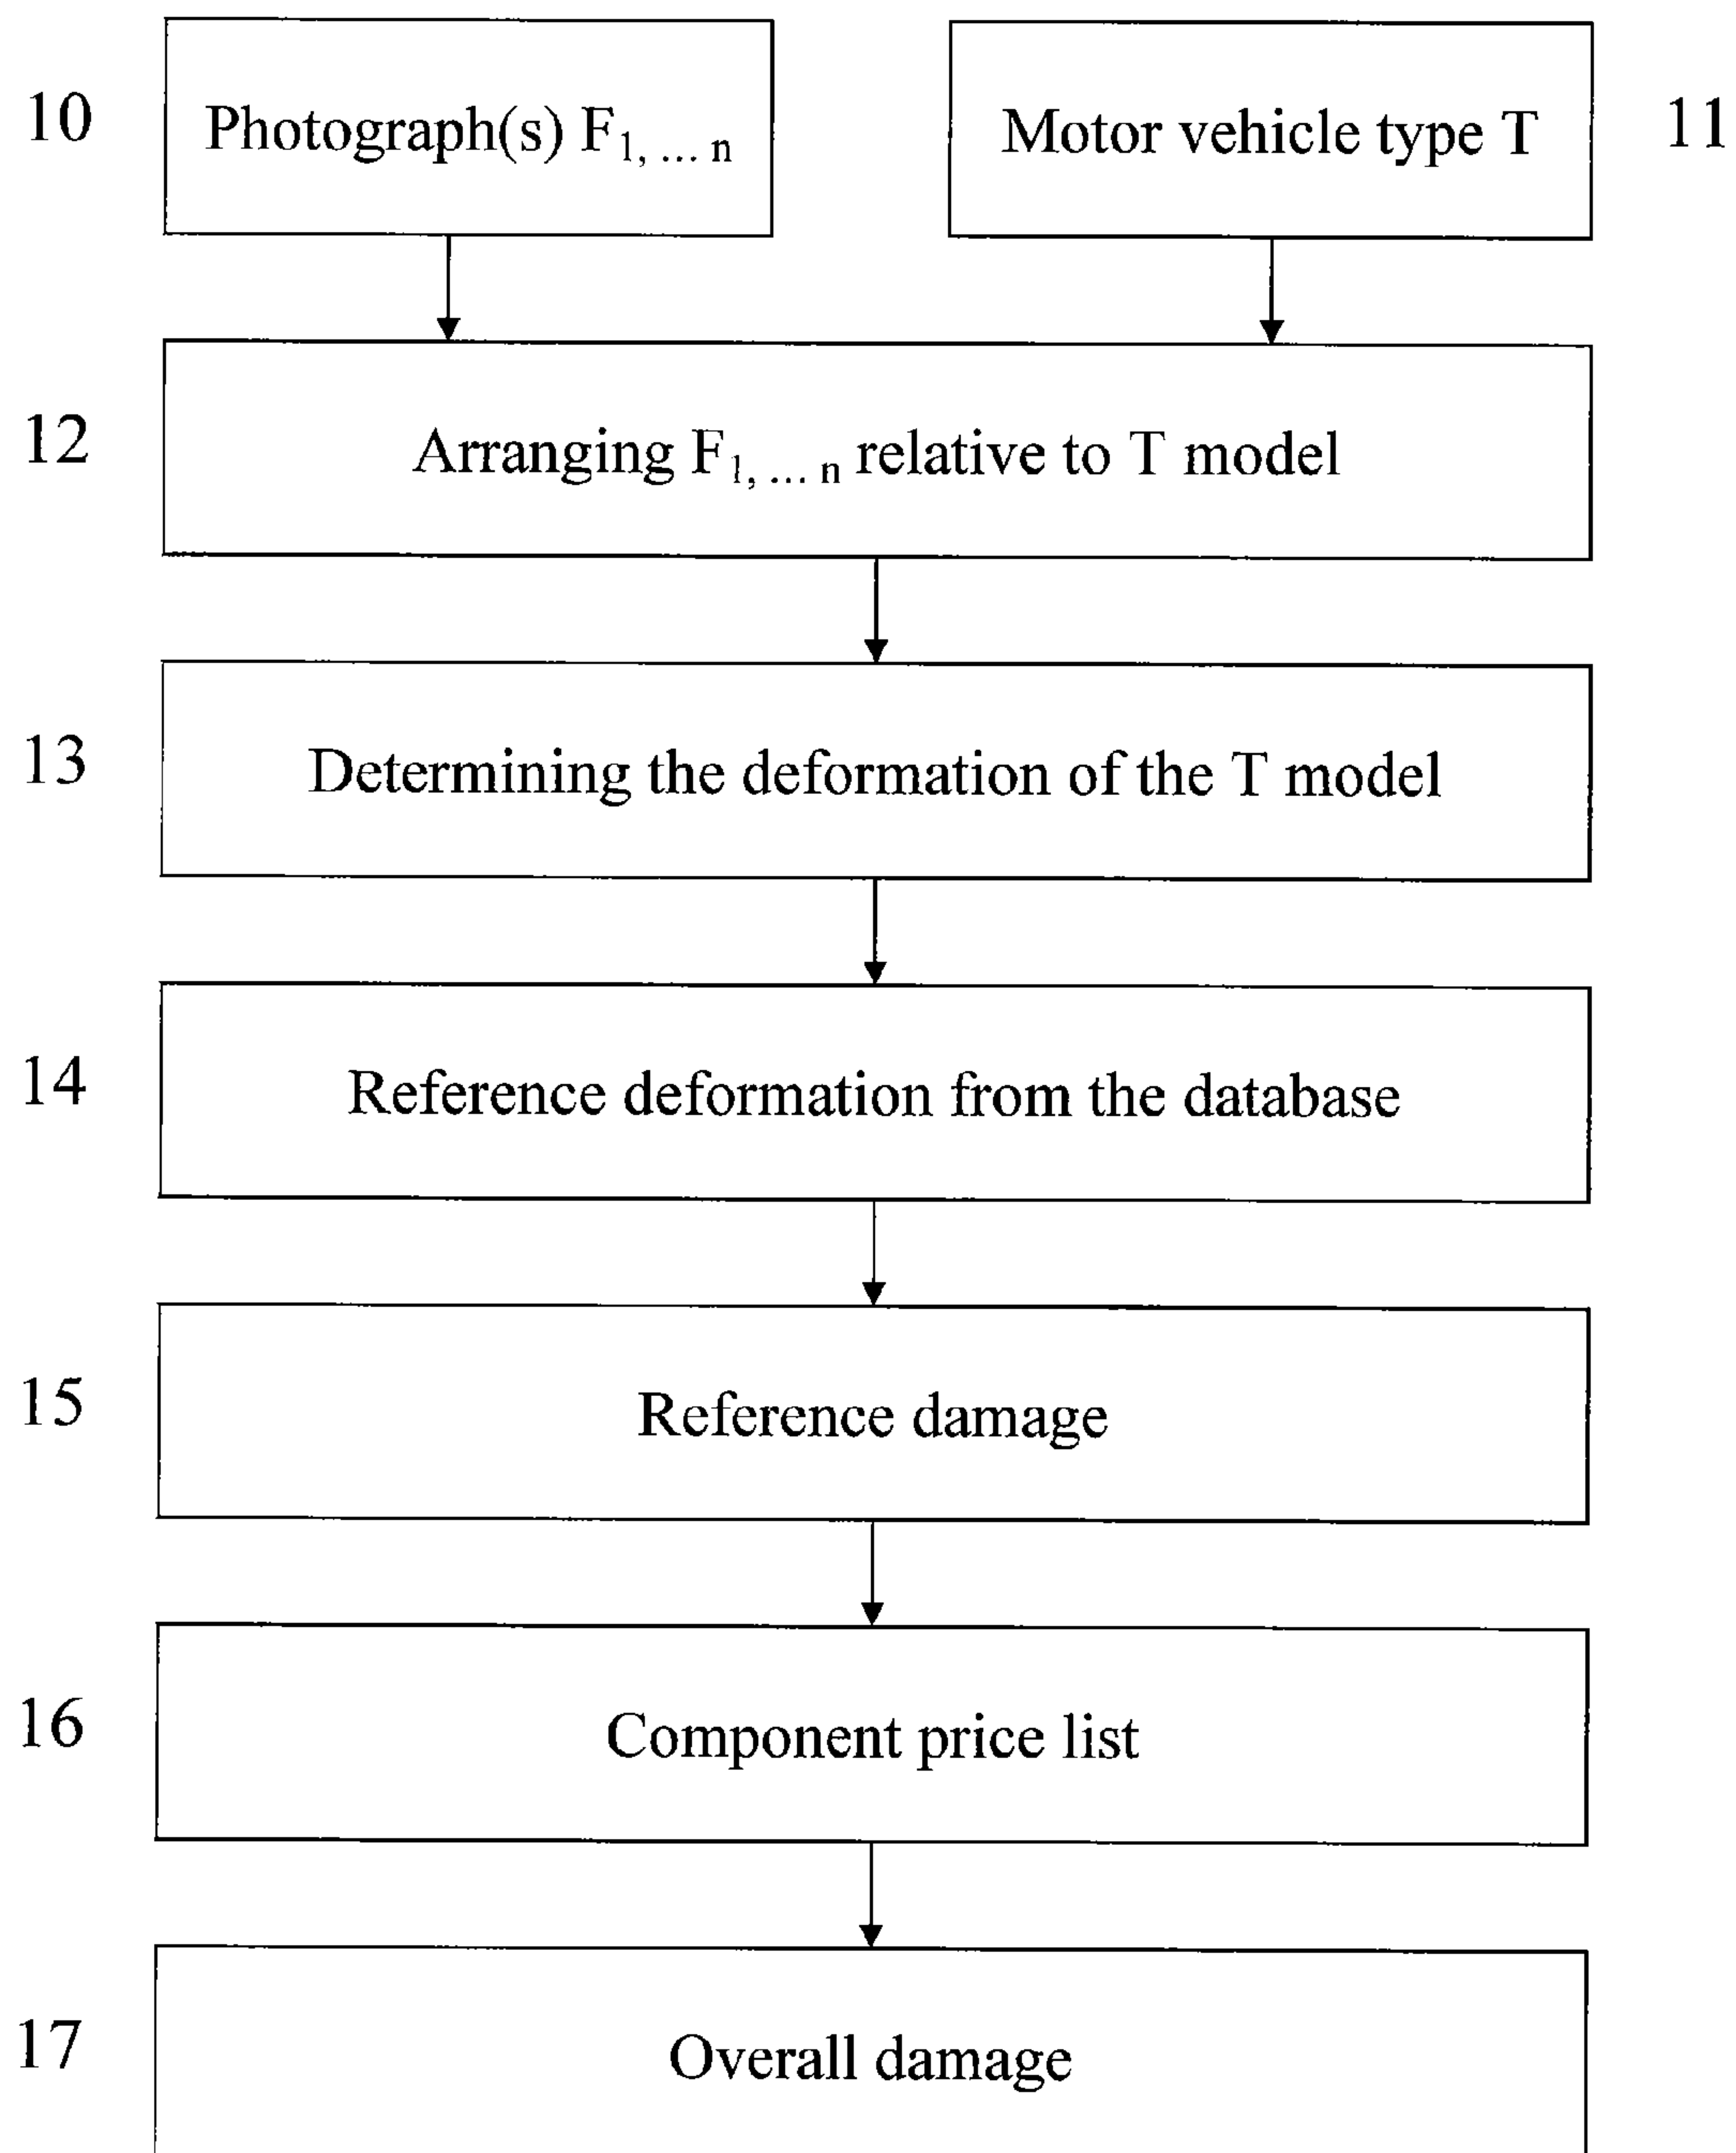 10 Photograph(s) F1, ... n Motor vehicle type T 11
12 Arranging F1, ... n relative to T model
13 Determining the deformation of the T model
14 Reference deformation from the database
15 Reference damage
16 Component price list
17 Overall damage